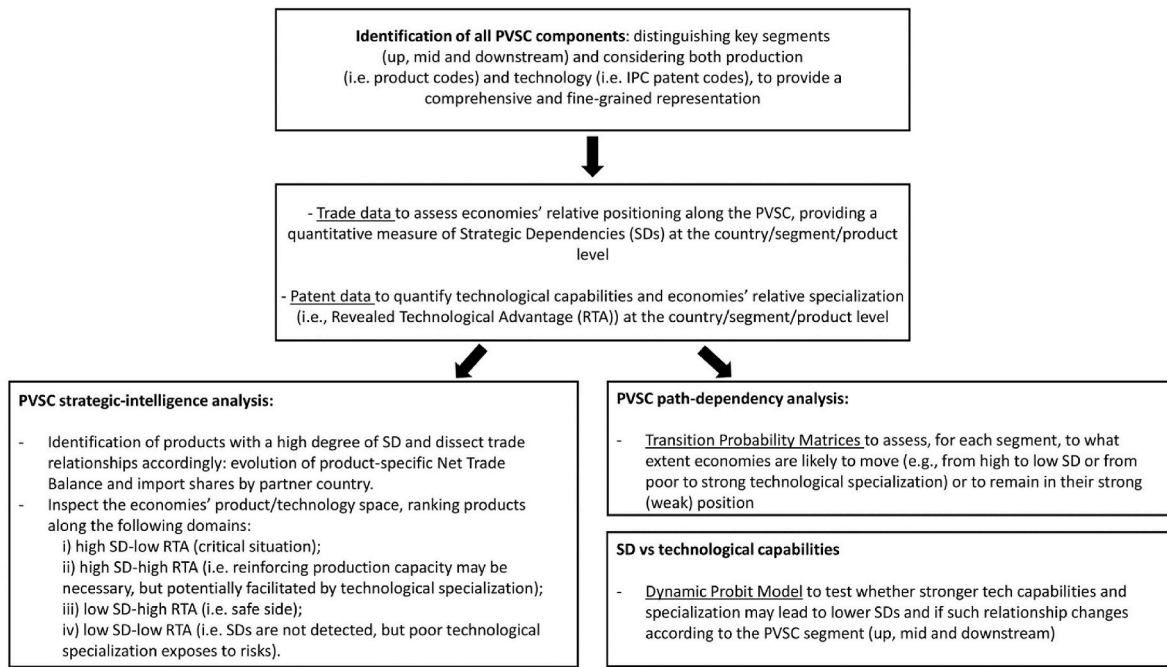 Identification of all PVSC components: distinguishing key segments
(up, mid and downstream) and considering both production
(i.e. product codes) and technology (i.e. IPC patent codes), to provide a
comprehensive and fine-grained representation
- Trade data to assess economies' relative positioning along the PVSC, providing a
quantitative measure of Strategic Dependencies (SDs) at the country/segment/product
level
- Patent data to quantify technological capabilities and economies' relative specialization
(i.e., Revealed Technological Advantage (RTA)) at the country/segment/product level
PVSC strategic-intelligence analysis:
- Identification of products with a high degree of SD and dissect trade
relationships accordingly: evolution of product-specific Net Trade
Balance and import shares by partner country.
- Inspect the economies' product/technology space, ranking products
along the following domains:
i) high SD-low RTA (critical situation);
ii) high SD-high RTA (i.e. reinforcing production capacity may be
necessary, but potentially facilitated by technological specialization);
iii) low SD-high RTA (i.e. safe side);
iv) low SD-low RTA (i.e. SDs are not detected, but poor technological
specialization exposes to risks).
PVSC path-dependency analysis:
- Transition Probability Matrices to assess, for each segment, to what
extent economies are likely to move (e.g., from high to low SD or from
poor to strong technological specialization) or to remain in their strong
(weak) position
SD vs technological capabilities
- Dynamic Probit Model to test whether stronger tech capabilities and
specialization may lead to lower SDs and if such relationship changes
according to the PVSC segment (up, mid and downstream)